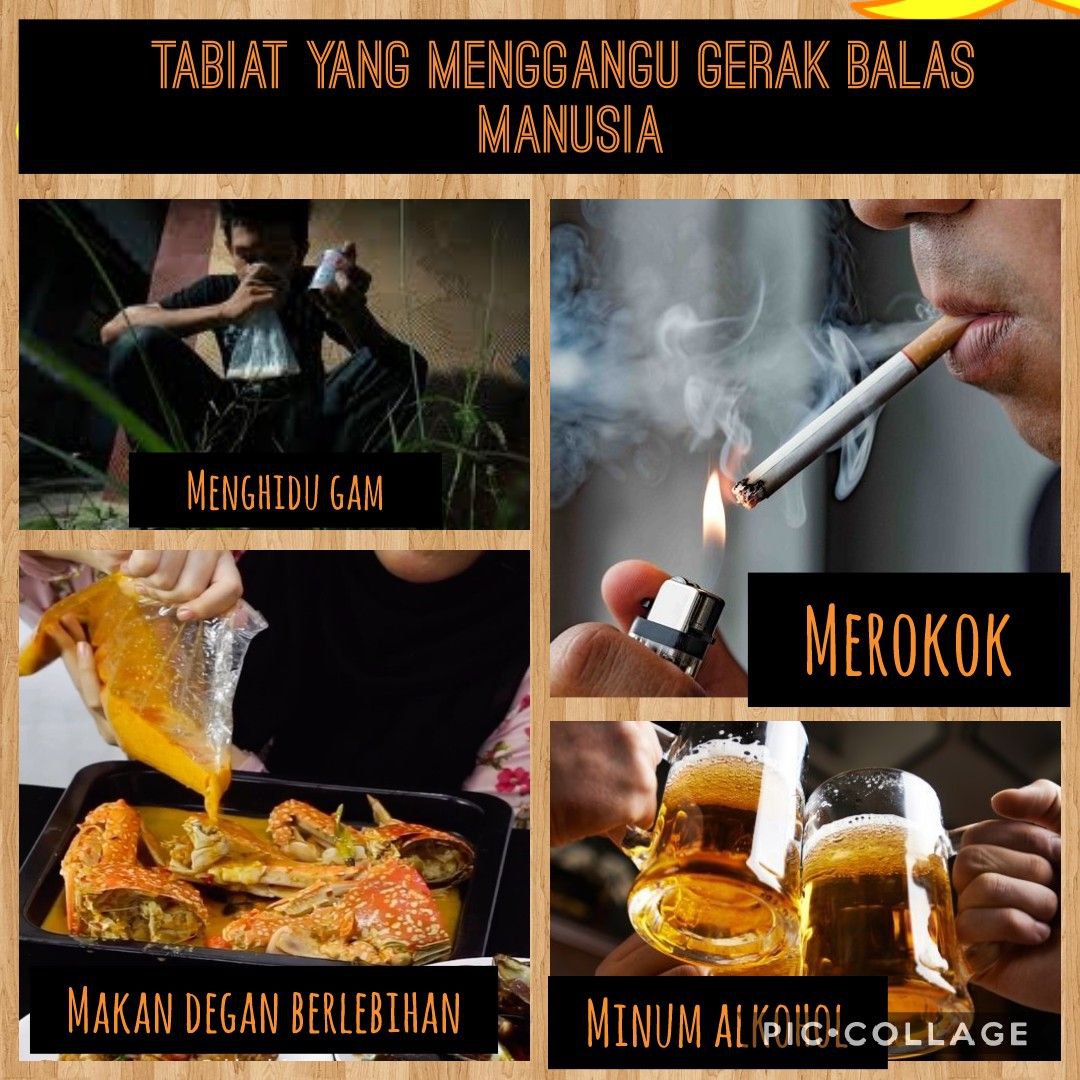 TABIAT YANG MENGGANGU GERAK BALAS
MANUSIA
MENGHIDU GAM
MEROKOK
MAKAN DEGAN BERLEBIHAN
MINUM ALKOHOL
PIC•COLLAGE